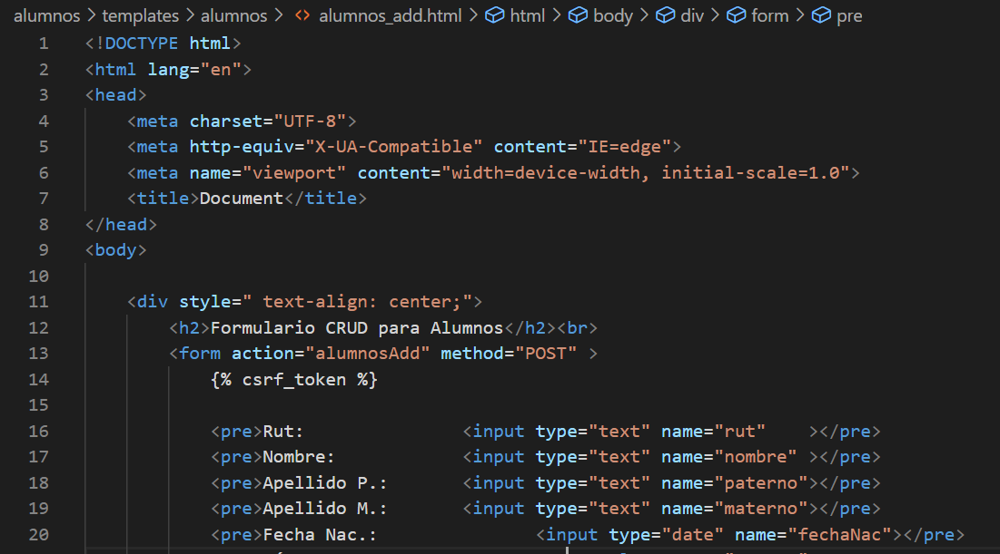 alumnos > templates > alumnos > <> alumnos_add.html > html > body > div > form > pre
1 <!DOCTYPE html>
2 <html lang="en">
3 <head>
4     <meta charset="UTF-8">
5     <meta http-equiv="X-UA-Compatible" content="IE=edge">
6     <meta name="viewport" content="width=device-width, initial-scale=1.0">
7     <title>Document</title>
8 </head>
9 <body>
10
11     <div style=" text-align: center;">
12         <h2>Formulario CRUD para Alumnos</h2><br>
13         <form action="alumnosAdd" method="POST" >
14             {% csrf_token %}
15
16             <pre>Rut:               <input type="text" name="rut"    ></pre>
17             <pre>Nombre:            <input type="text" name="nombre" ></pre>
18             <pre>Apellido P.:       <input type="text" name="paterno"></pre>
19             <pre>Apellido M.:       <input type="text" name="materno"></pre>
20             <pre>Fecha Nac.:               <input type="date" name="fechaNac"></pre>